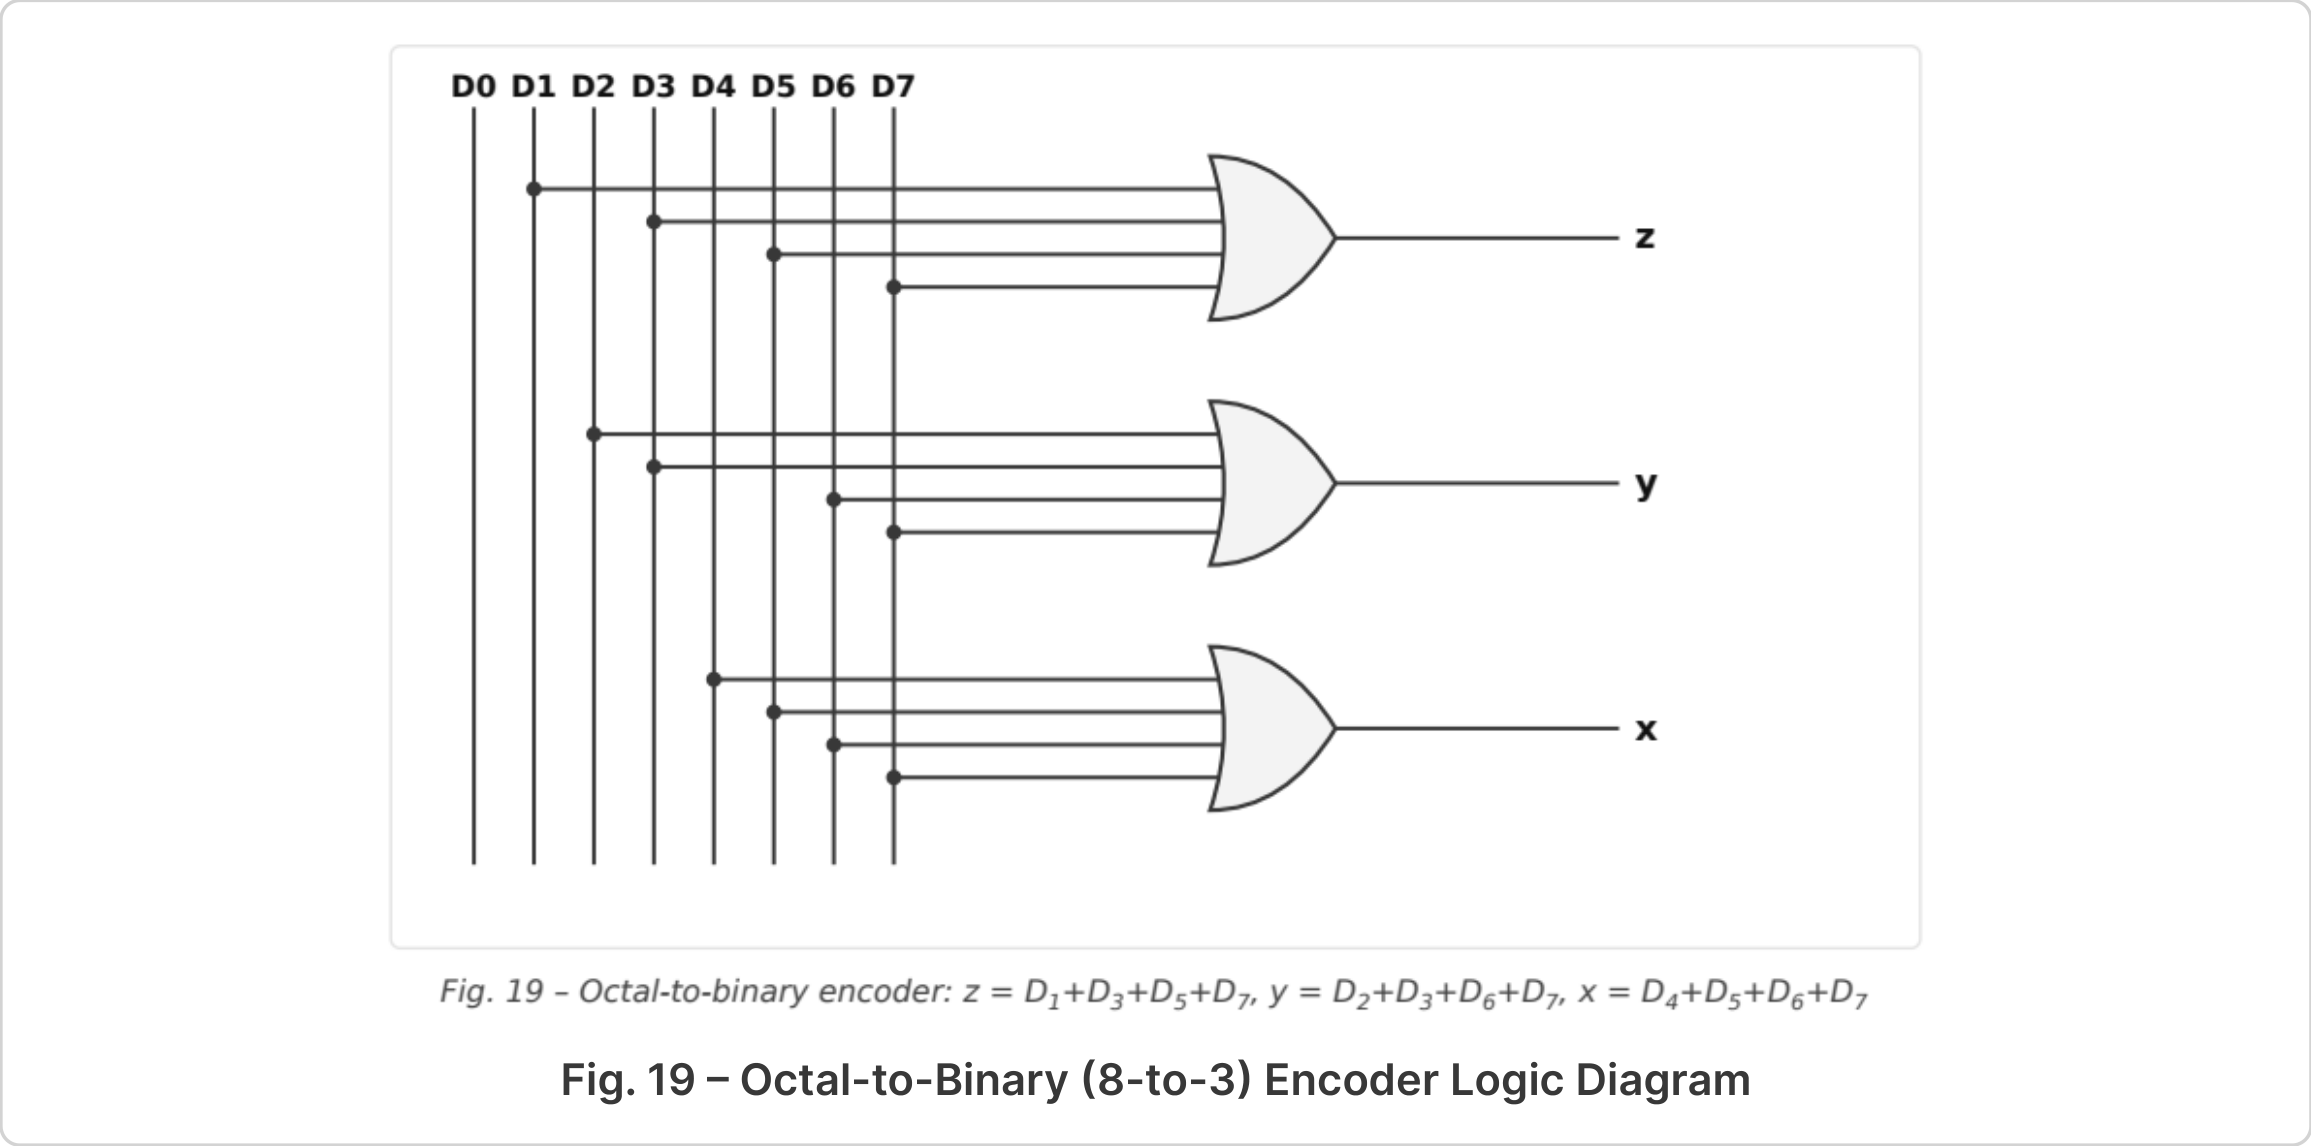 D0 D1 D2 D3 D4 D5 D6 D7
z
y
x
Fig. 19 – Octal-to-binary encoder: z = D₁+D₃+D₅+D₇, y = D₂+D₃+D₆+D₇, x = D₄+D₅+D₆+D₇
Fig. 19 – Octal-to-Binary (8-to-3) Encoder Logic Diagram